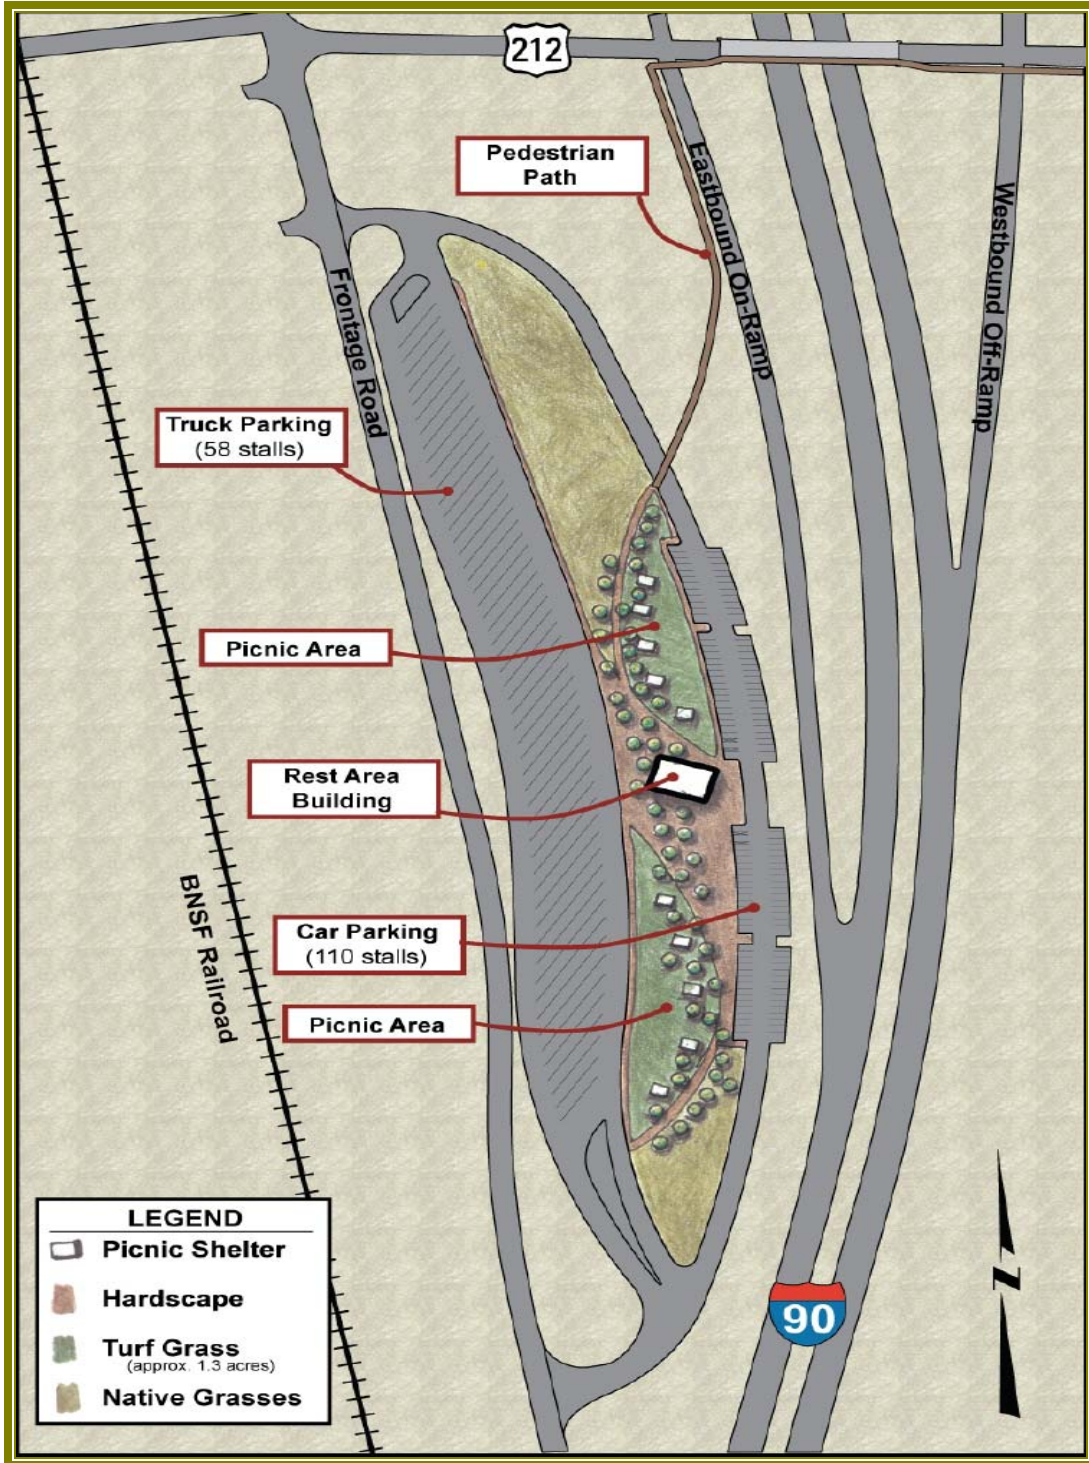 212
Pedestrian
Path
Eastbound On-Ramp
Westbound Off-Ramp
Frontage Road
Truck Parking
(58 stalls)
Picnic Area
Rest Area
Building
BNSF Railroad
Car Parking
(110 stalls)
Picnic Area
LEGEND
Picnic Shelter
Hardscape
Turf Grass
(approx. 1.3 acres)
Native Grasses
90
N